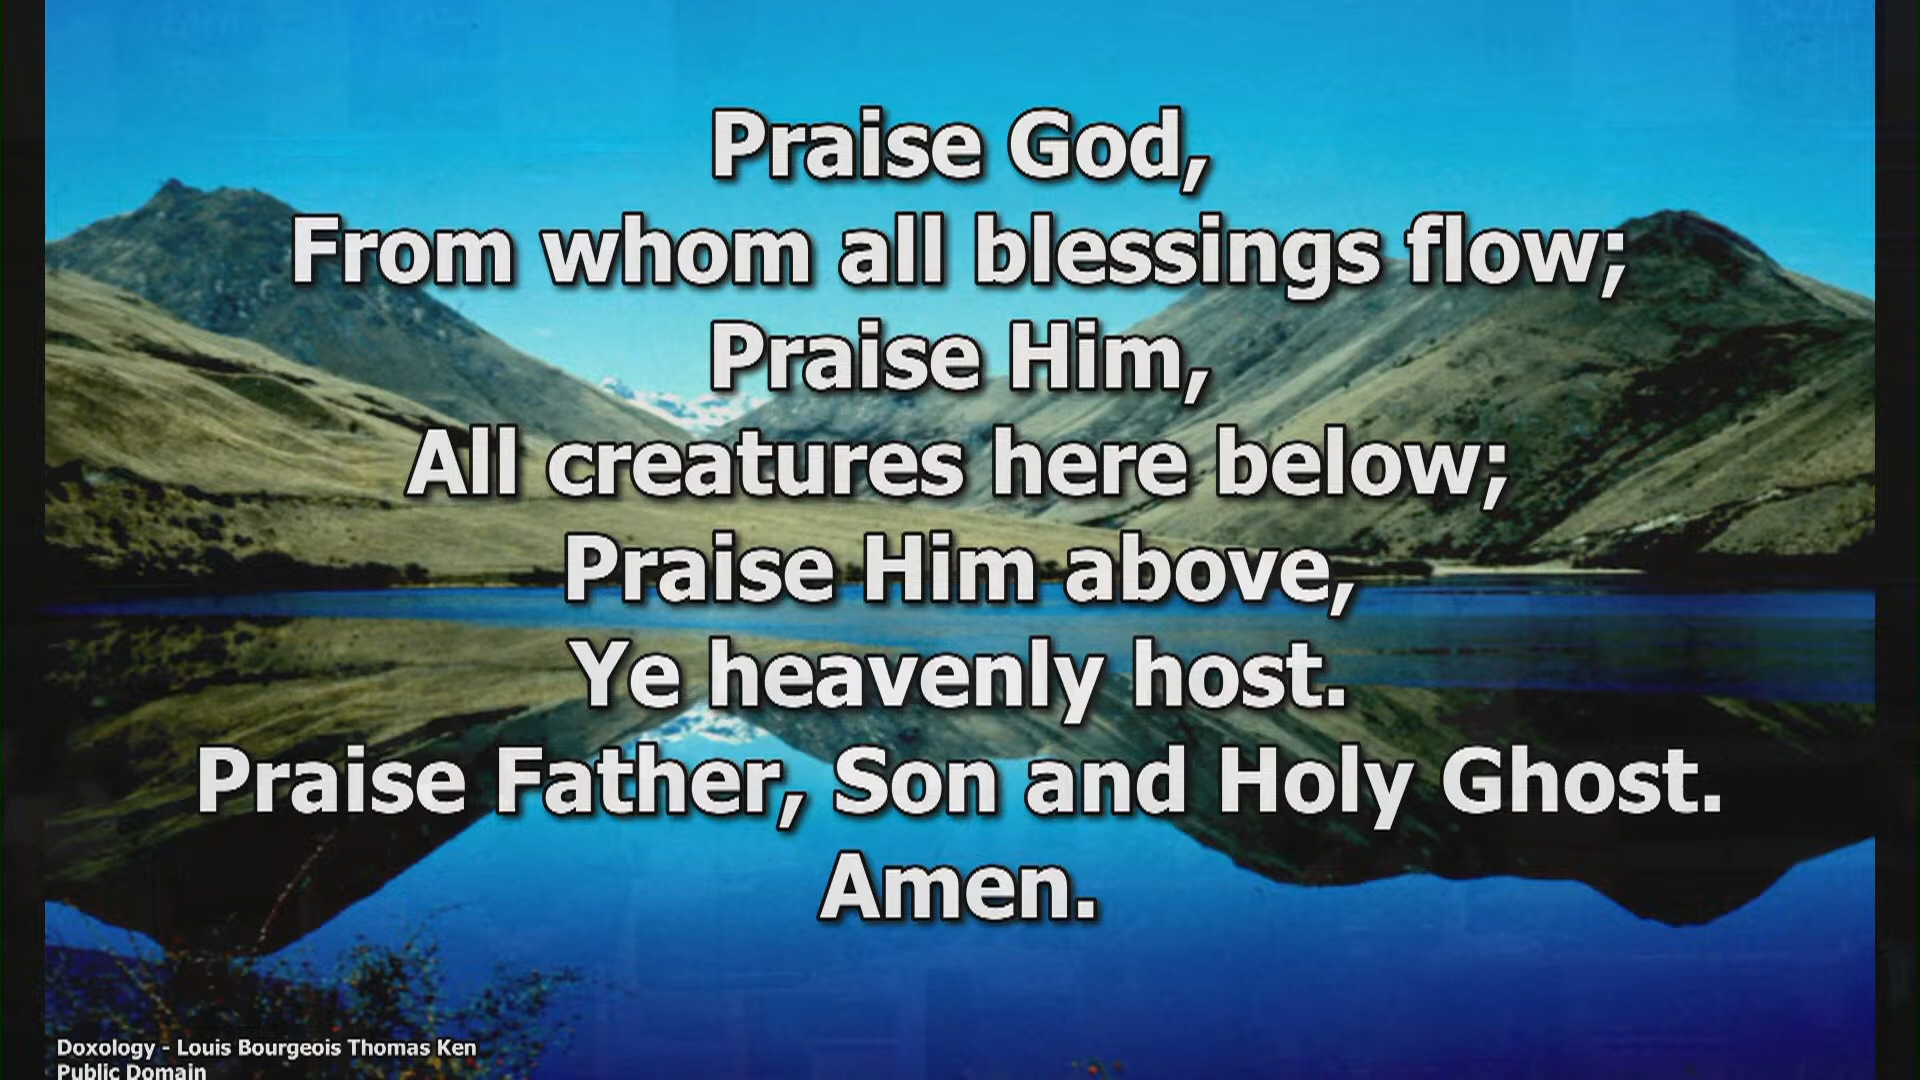 Praise God,
From whom all blessings flow;
Praise Him,
All creatures here below;
Praise Him above,
Ye heavenly host.
Praise Father, Son and Holy Ghost.
Amen.
Doxology - Louis Bourgeois Thomas Ken
Public Domain